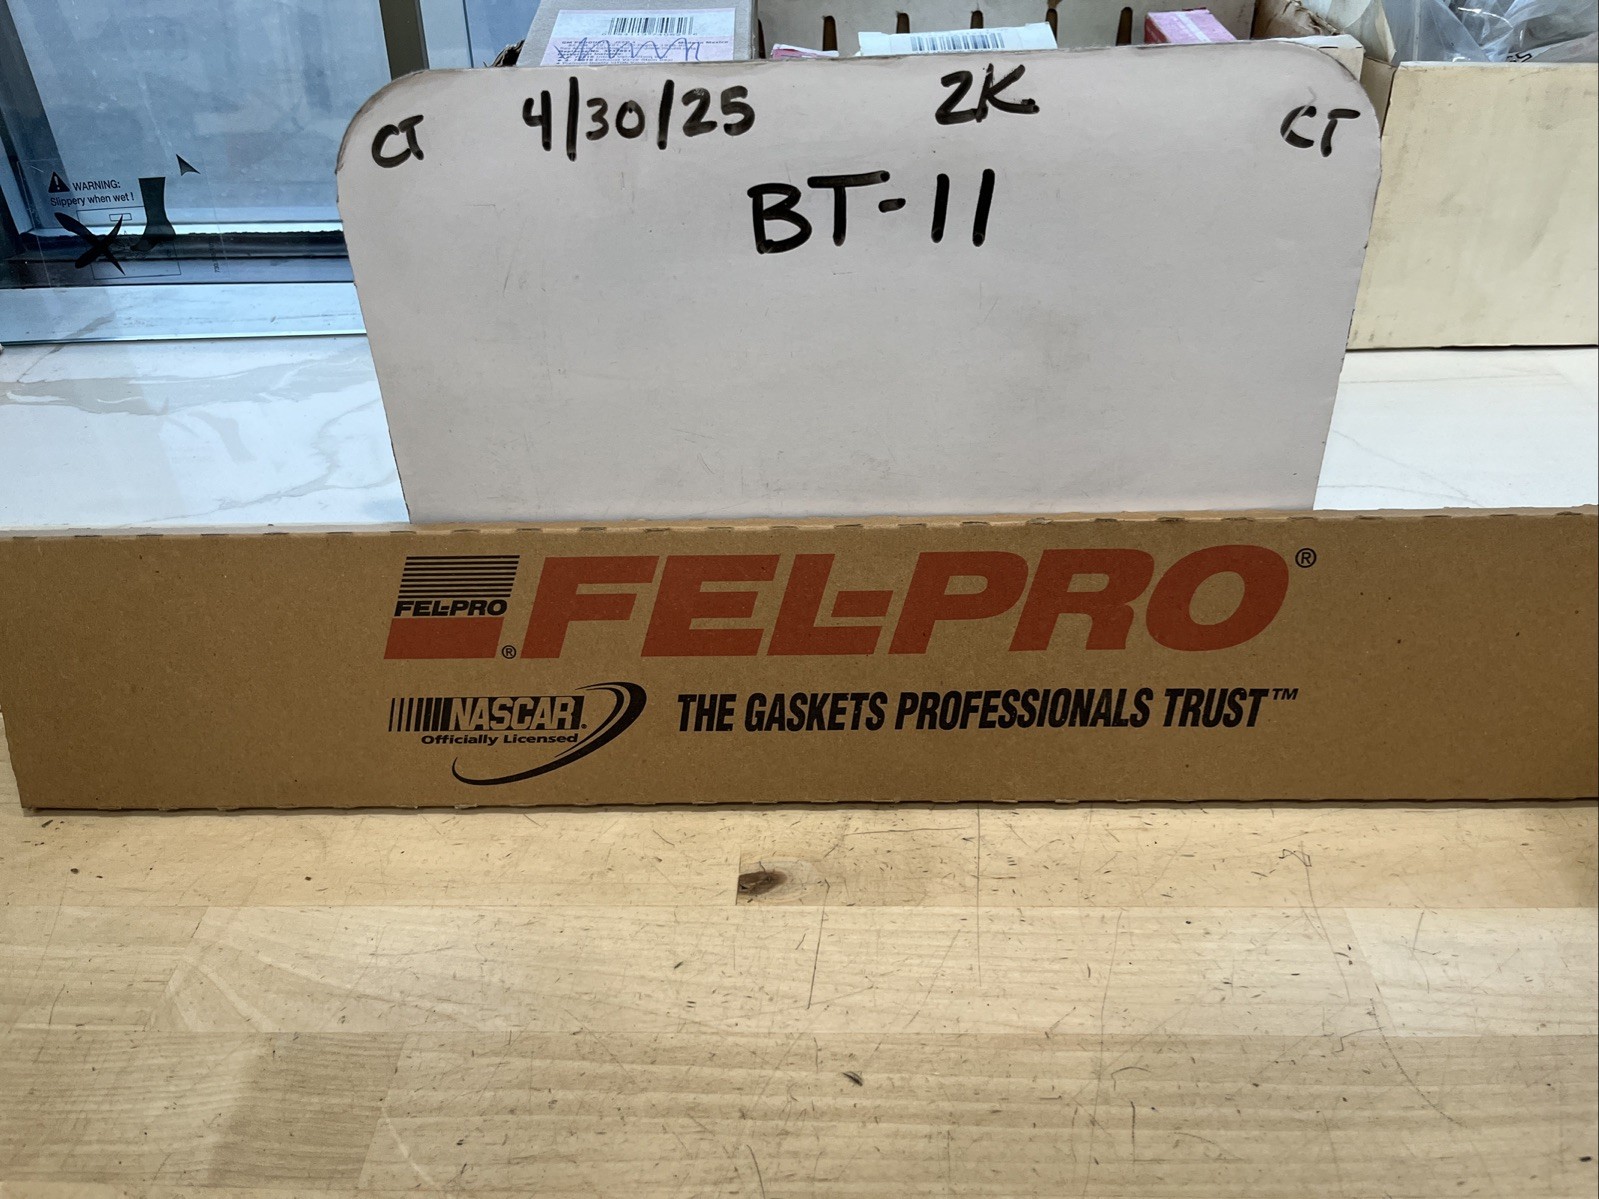 WARNING:
Slippery when wet !
CT 4/30/25 2K CT
BT-11
FEL-PRO ®
FEL-PRO®
NASCAR.
Officially Licensed
THE GASKETS PROFESSIONALS TRUST™